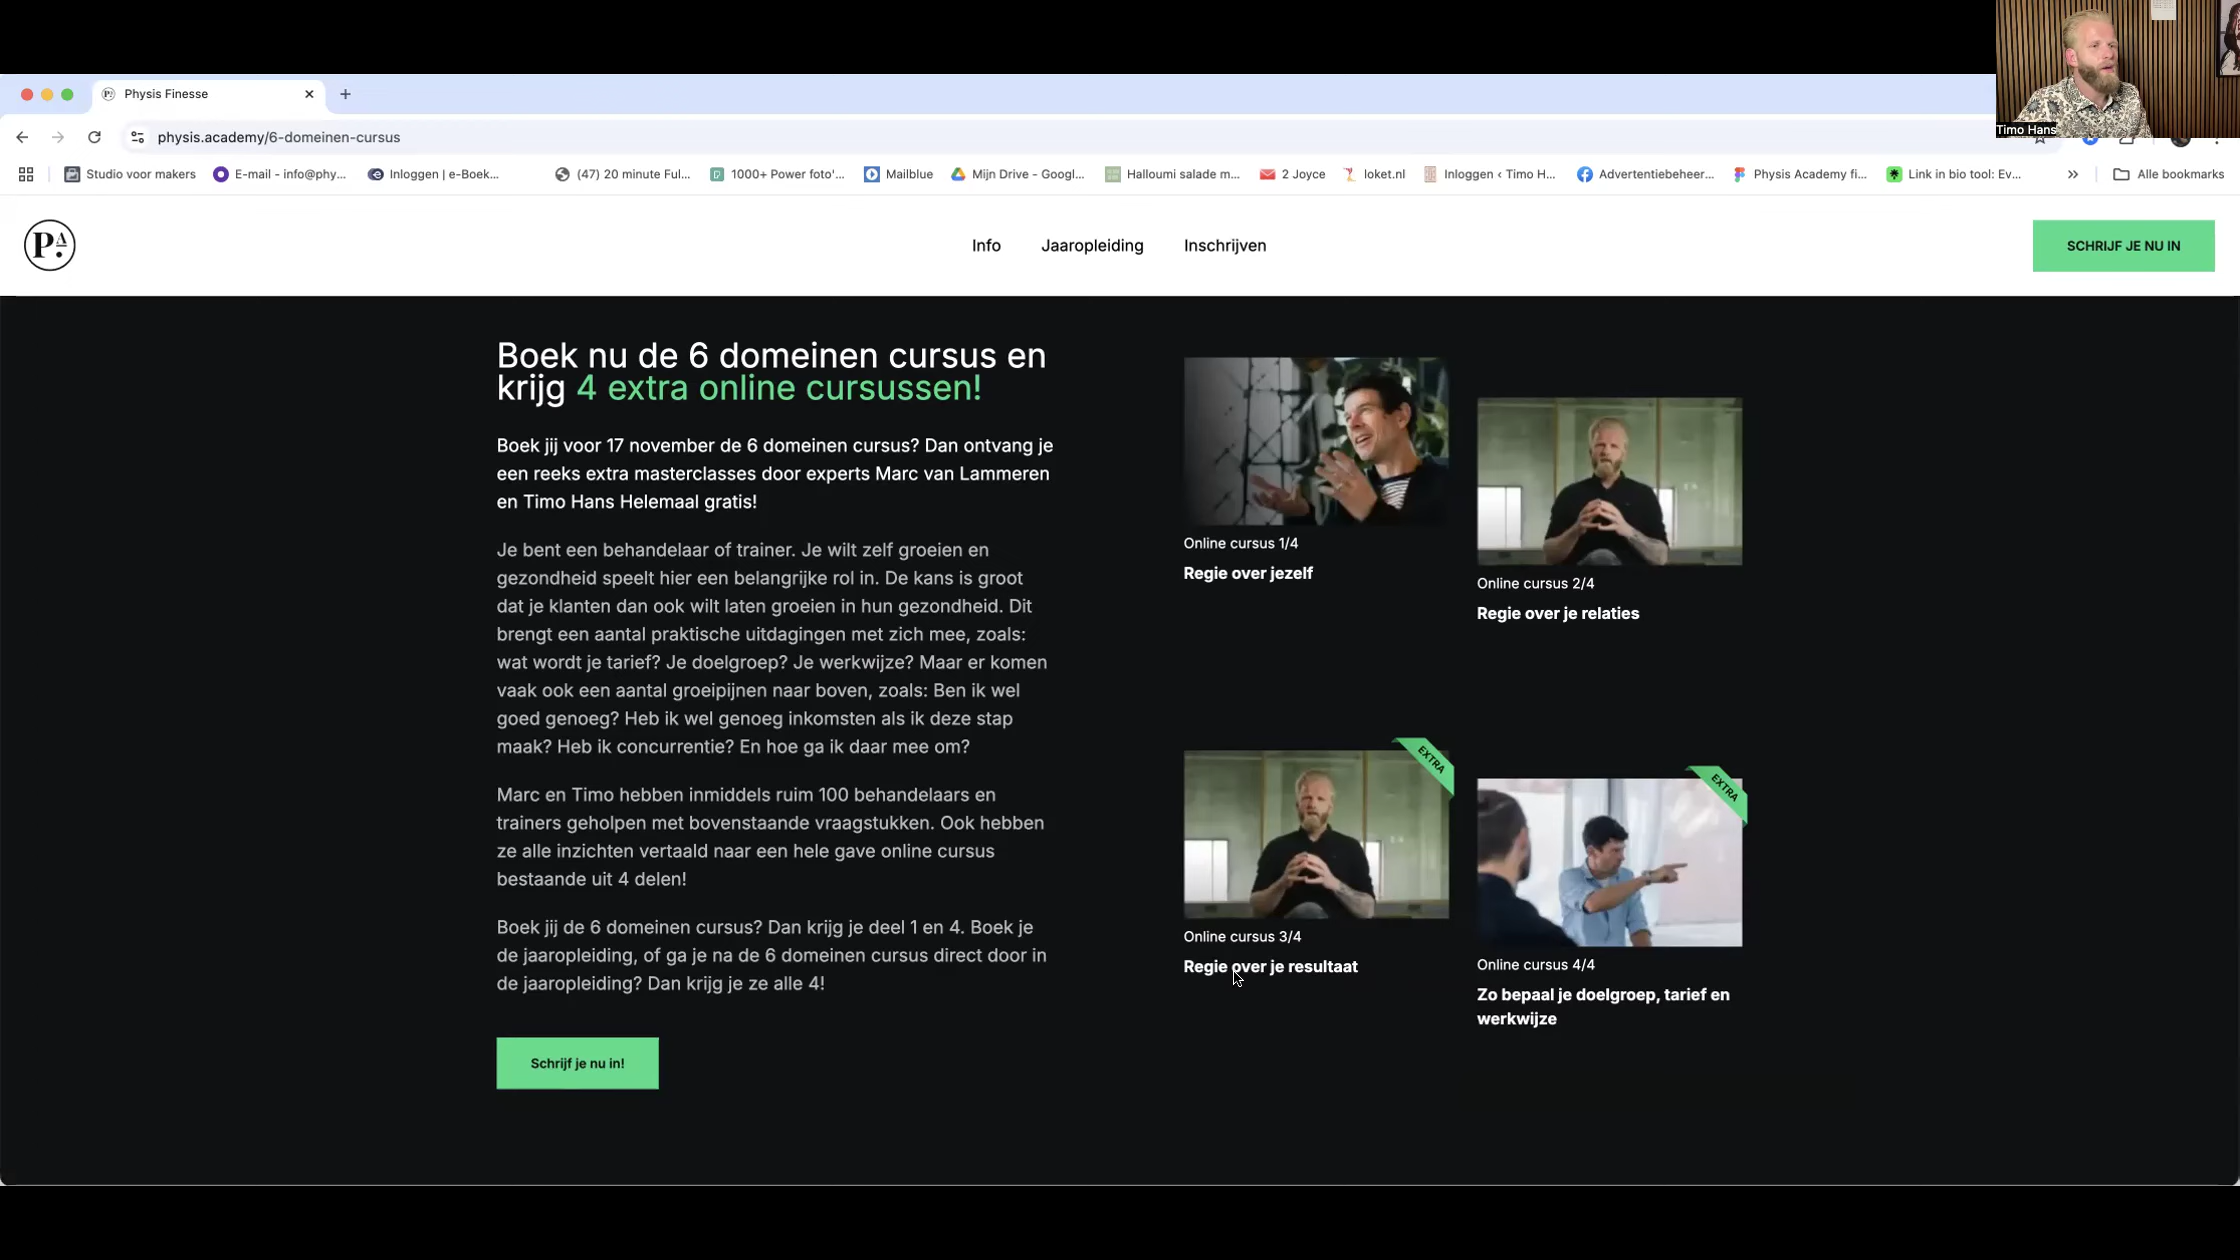 Physis Finesse
Timo Hans
physis.academy/6-domeinen-cursus
Studio voor makers
E-mail - info@phy...
Inloggen | e-Boek...
(47) 20 minute Ful...
1000+ Power foto'...
Mailblue
Mijn Drive - Googl...
Halloumi salade m...
2 Joyce
loket.nl
Inloggen ‹ Timo H...
Advertentiebeheer...
Physis Academy fi...
Link in bio tool: Ev...
Alle bookmarks
PA
Info
Jaaropleiding
Inschrijven
SCHRIJF JE NU IN
Boek nu de 6 domeinen cursus en
krijg 4 extra online cursussen!
Boek jij voor 17 november de 6 domeinen cursus? Dan ontvang je
een reeks extra masterclasses door experts Marc van Lammeren
en Timo Hans Helemaal gratis!
Je bent een behandelaar of trainer. Je wilt zelf groeien en
gezondheid speelt hier een belangrijke rol in. De kans is groot
dat je klanten dan ook wilt laten groeien in hun gezondheid. Dit
brengt een aantal praktische uitdagingen met zich mee, zoals:
wat wordt je tarief? Je doelgroep? Je werkwijze? Maar er komen
vaak ook een aantal groeipijnen naar boven, zoals: Ben ik wel
goed genoeg? Heb ik wel genoeg inkomsten als ik deze stap
maak? Heb ik concurrentie? En hoe ga ik daar mee om?
Marc en Timo hebben inmiddels ruim 100 behandelaars en
trainers geholpen met bovenstaande vraagstukken. Ook hebben
ze alle inzichten vertaald naar een hele gave online cursus
bestaande uit 4 delen!
Boek jij de 6 domeinen cursus? Dan krijg je deel 1 en 4. Boek je
de jaaropleiding, of ga je na de 6 domeinen cursus direct door in
de jaaropleiding? Dan krijg je ze alle 4!
Schrijf je nu in!
Online cursus 1/4
Regie over jezelf
Online cursus 2/4
Regie over je relaties
EXTRA
Online cursus 3/4
Regie over je resultaat
EXTRA
Online cursus 4/4
Zo bepaal je doelgroep, tarief en
werkwijze